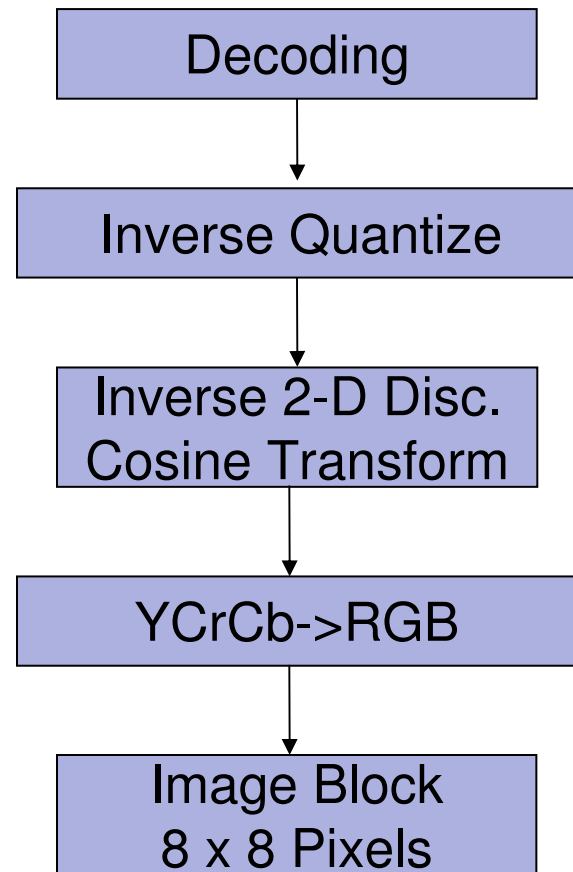 Decoding
Inverse Quantize
Inverse 2-D Disc.
Cosine Transform
YCrCb->RGB
Image Block
8 x 8 Pixels